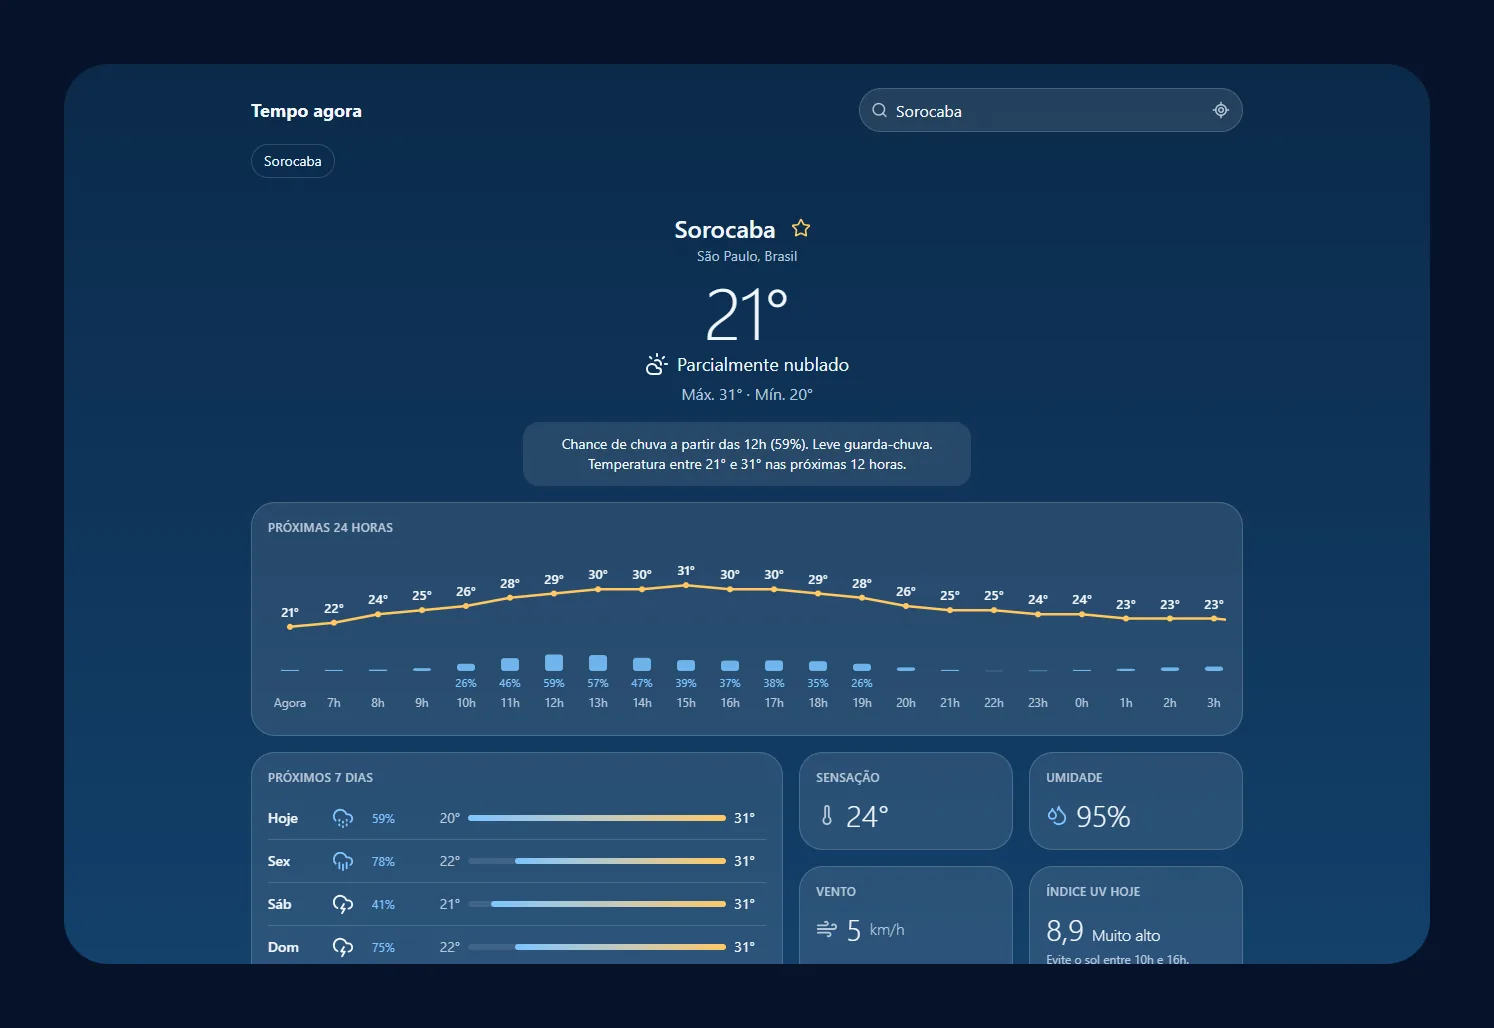 Tempo agora
Sorocaba
Sorocaba
Sorocaba
São Paulo, Brasil
21°
Parcialmente nublado
Máx. 31° · Mín. 20°
Chance de chuva a partir das 12h (59%). Leve guarda-chuva.
Temperatura entre 21° e 31° nas próximas 12 horas.
PRÓXIMAS 24 HORAS
21° 22° 24° 25° 26° 28° 29° 30° 30° 31° 30° 30° 29° 28° 26° 25° 25° 24° 24° 23° 23° 23°
26% 46% 59% 57% 47% 39% 37% 38% 35% 26%
Agora 7h 8h 9h 10h 11h 12h 13h 14h 15h 16h 17h 18h 19h 20h 21h 22h 23h 0h 1h 2h 3h
PRÓXIMOS 7 DIAS
Hoje 59% 20° 31°
Sex 78% 22° 31°
Sáb 41% 21° 31°
Dom 75% 22° 31°
SENSAÇÃO
24°
UMIDADE
95%
VENTO
5 km/h
ÍNDICE UV HOJE
8,9 Muito alto
Evite o sol entre 10h e 16h.